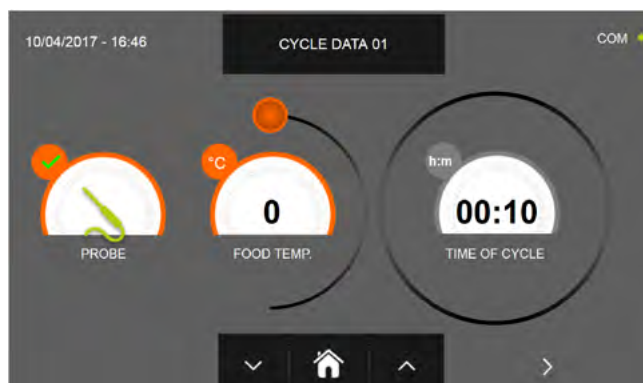 10/04/2017 - 16:46
CYCLE DATA 01
COM
°C
h:m
0
00:10
PROBE
FOOD TEMP.
TIME OF CYCLE